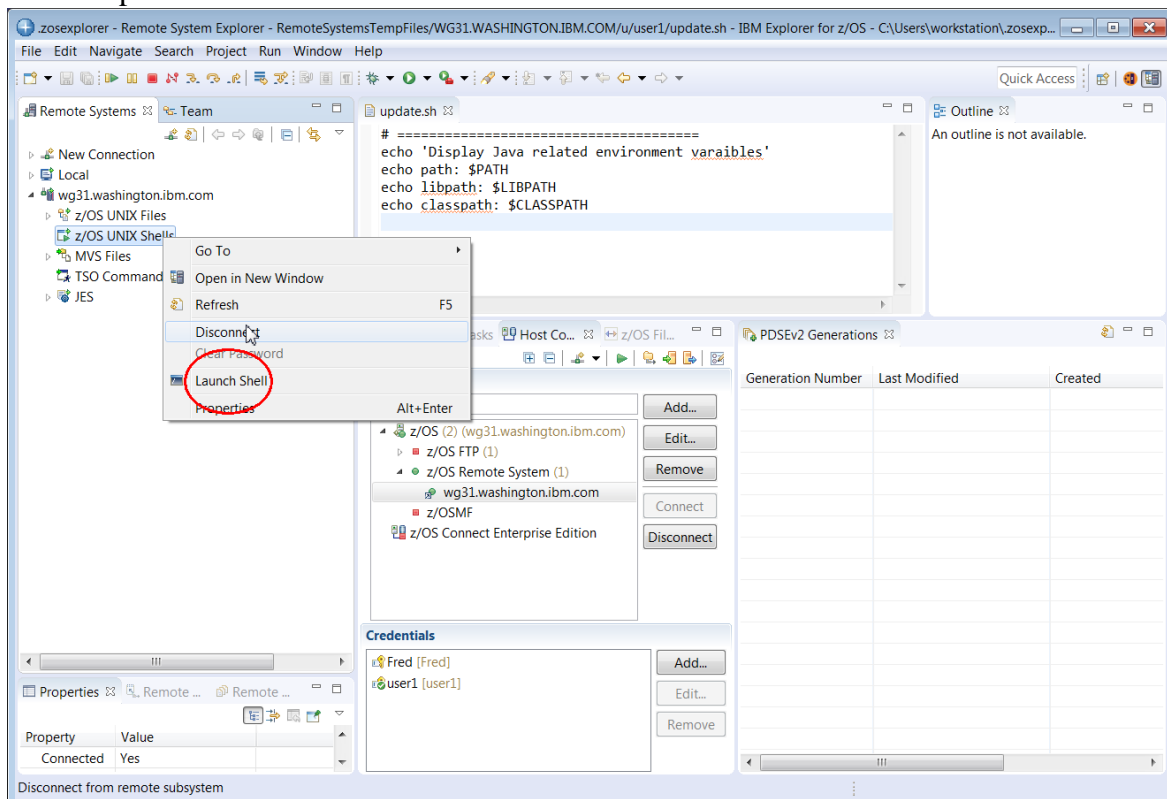 .zosexplorer - Remote System Explorer - RemoteSystemsTempFiles/WG31.WASHINGTON.IBM.COM/u/user1/update.sh - IBM Explorer for z/OS - C:\Users\workstation\.zosexp...
File Edit Navigate Search Project Run Window Help
Quick Access
Remote Systems
Team
New Connection
Local
wg31.washington.ibm.com
z/OS UNIX Files
z/OS UNIX Shells
MVS Files
TSO Command
JES
update.sh
# ======================================
echo 'Display Java related environment varaibles'
echo path: $PATH
echo libpath: $LIBPATH
echo classpath: $CLASSPATH
Outline
An outline is not available.
Go To
Open in New Window
Refresh F5
Disconnect
Clear Password
Launch Shell
Properties Alt+Enter
asks Host Co... z/OS Fil...
Add...
z/OS (2) (wg31.washington.ibm.com)
Edit...
z/OS FTP (1)
z/OS Remote System (1)
Remove
wg31.washington.ibm.com
Connect
z/OSMF
z/OS Connect Enterprise Edition
Disconnect
PDSEv2 Generations
Generation Number Last Modified Created
Credentials
Fred [Fred]
user1 [user1]
Add...
Edit...
Remove
Properties Remote ... Remote ...
Property Value
Connected Yes
Disconnect from remote subsystem